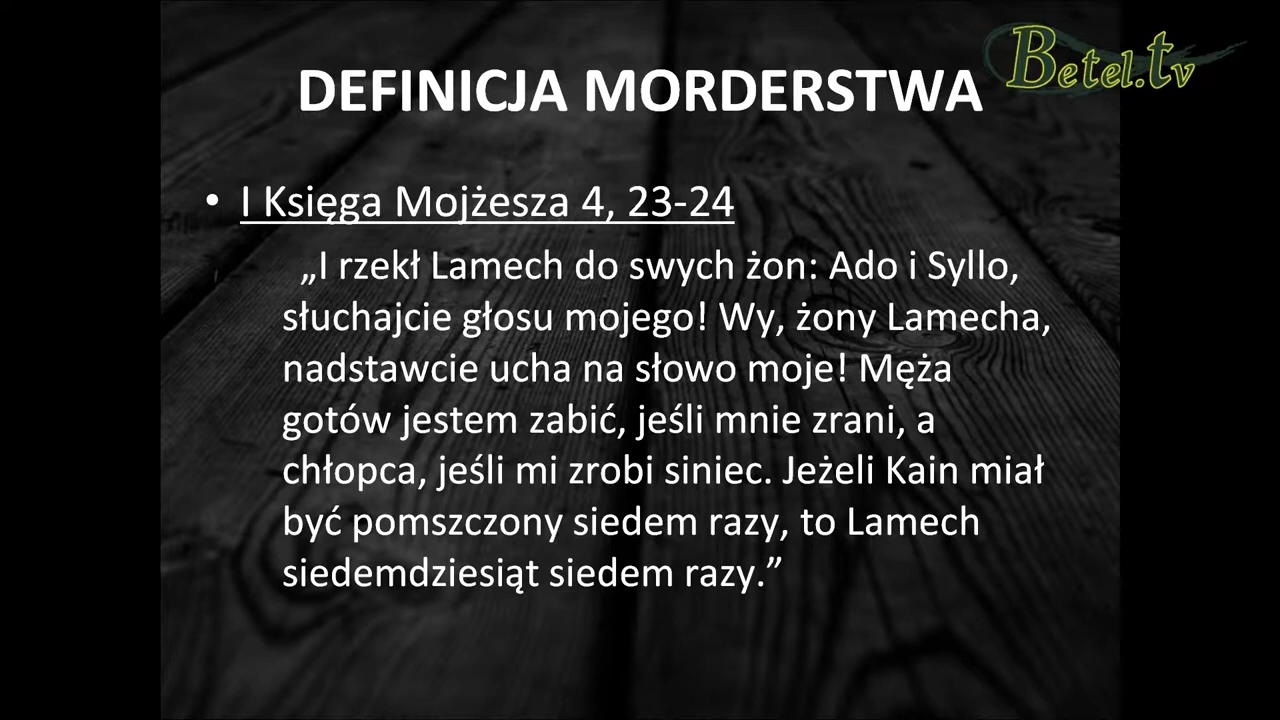 Betel.tv
DEFINICJA MORDERSTWA
• I Księga Mojżesza 4, 23-24
„I rzekł Lamech do swych żon: Ado i Syllo,
słuchajcie głosu mojego! Wy, żony Lamecha,
nadstawcie ucha na słowo moje! Męża
gotów jestem zabić, jeśli mnie zrani, a
chłopca, jeśli mi zrobi siniec. Jeżeli Kain miał
być pomszczony siedem razy, to Lamech
siedemdziesiąt siedem razy.”